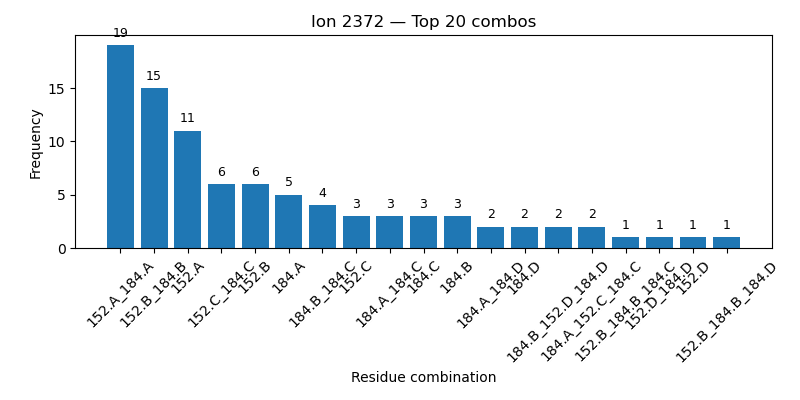 Ion 2372 — Top 20 combos
Frequency
15
10
5
0
19
15
11
6
6
5
4
3
3
3
3
2
2
2
2
1
1
1
1
152.A_184.A
152.B_184.B
152.A
152.C_184.C
152.B
184.A
184.B_184.C
152.C
184.A_184.C
184.C
184.B
184.A_184.D
184.D
184.B_152.D_184.D
184.A_152.C_184.C
152.B_184.B_184.C
152.D_184.D
152.D
152.B_184.B_184.D
Residue combination